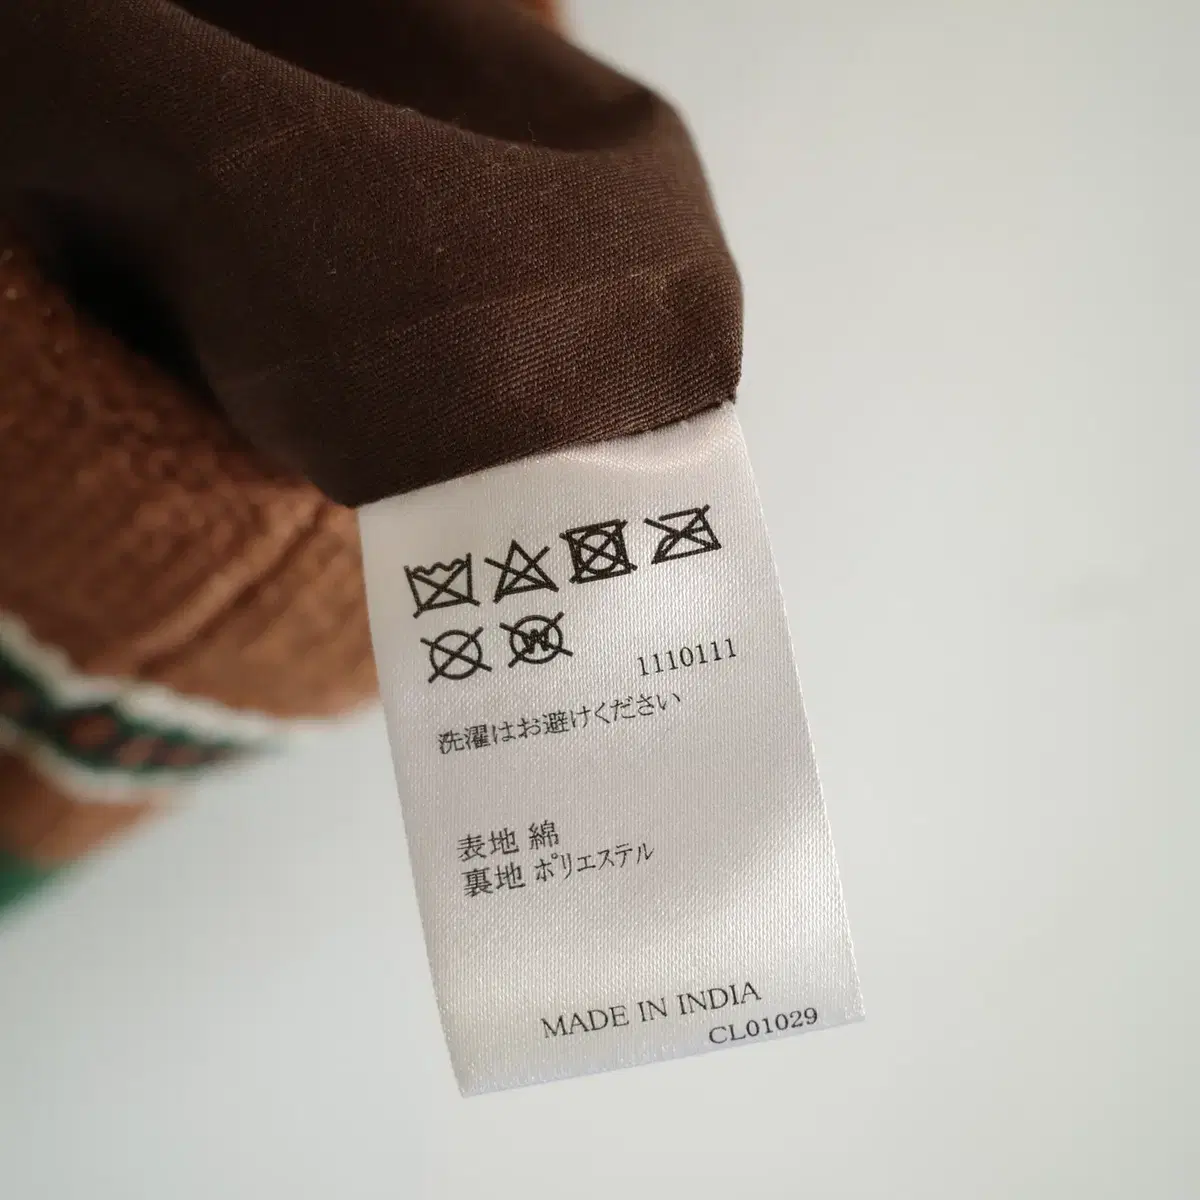 1110111
洗濯はお避けください
表地 綿
裏地 ポリエステル
MADE IN INDIA
CL01029